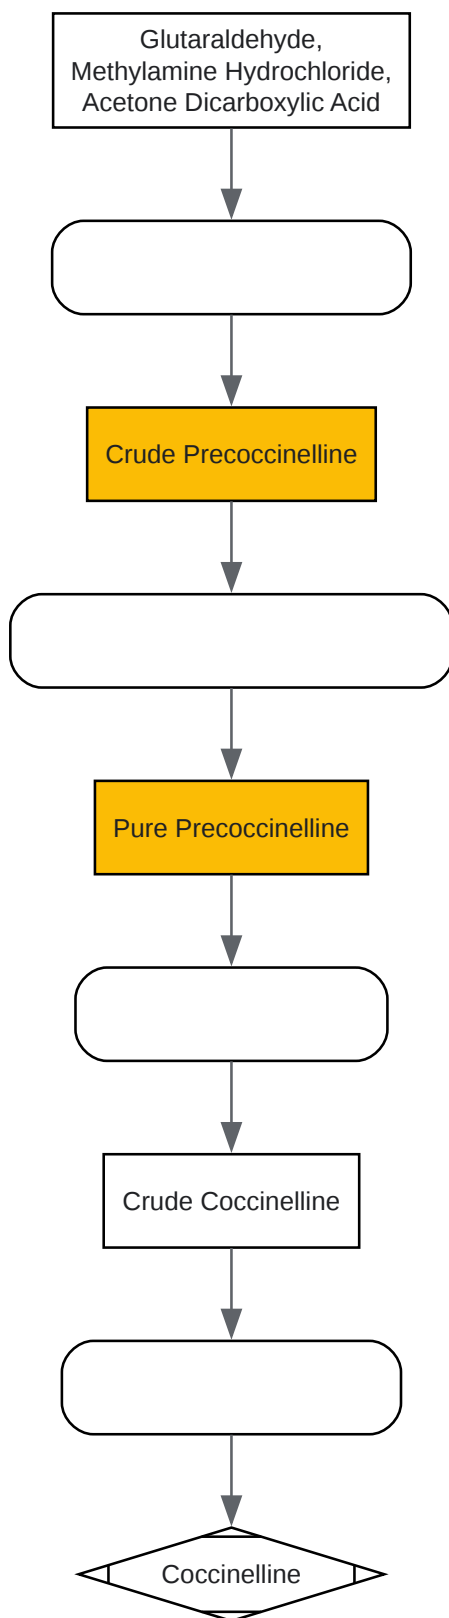 Glutaraldehyde,
Methylamine Hydrochloride,
Acetone Dicarboxylic Acid
Crude Precoccinelline
Pure Precoccinelline
Crude Coccinelline
Coccinelline